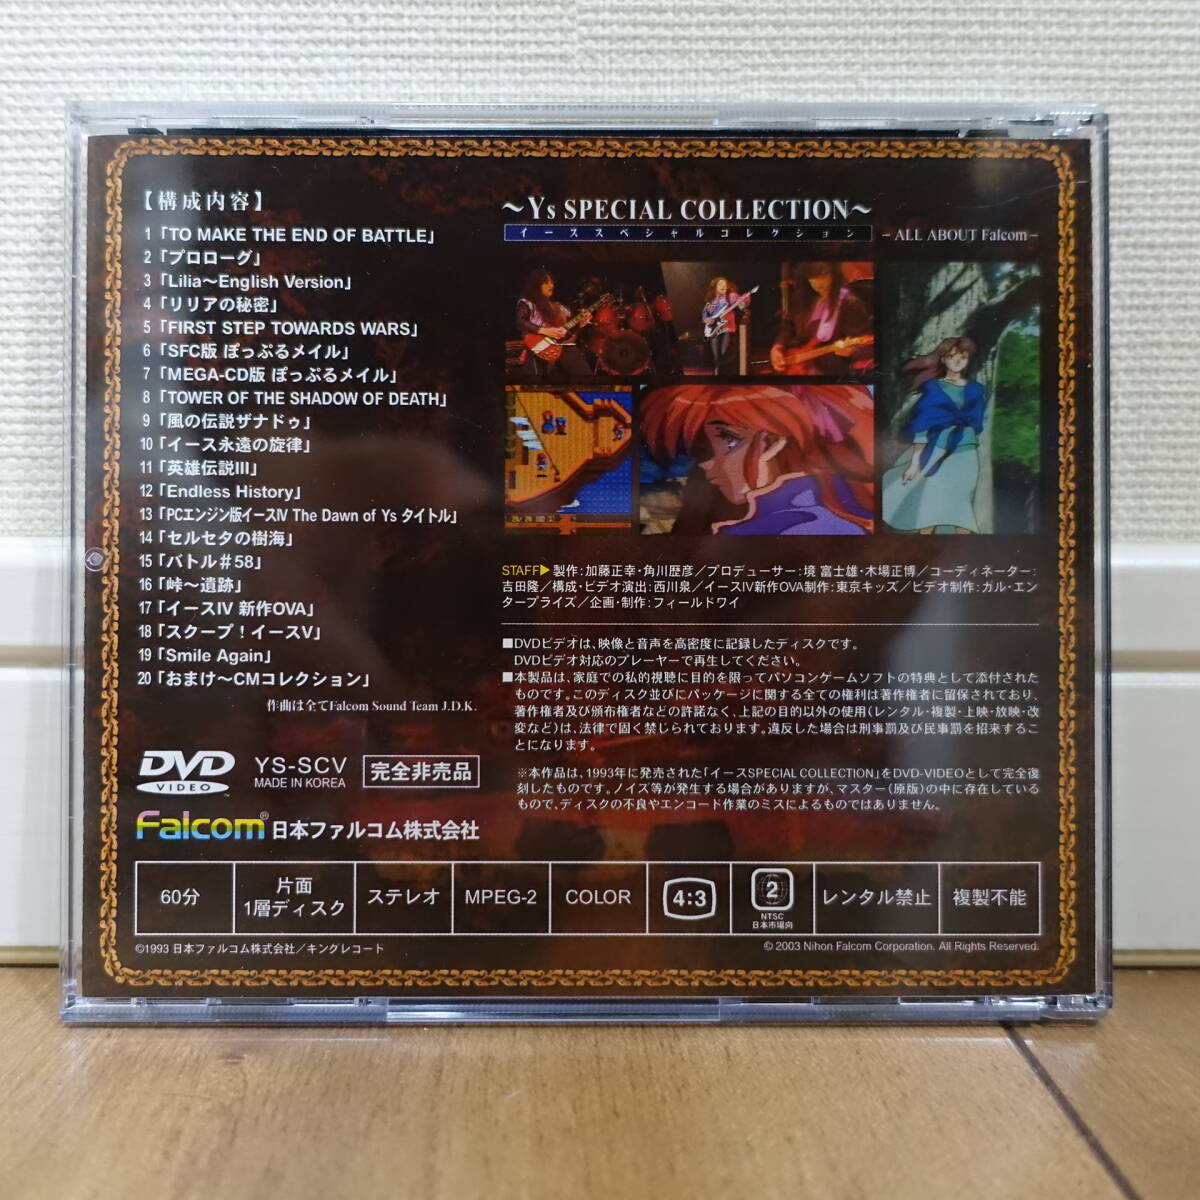 【構成内容】
1「TO MAKE THE END OF BATTLE」
2「プロローグ」
3「Lilia～English Version」
4「リリアの秘密」
5「FIRST STEP TOWARDS WARS」
6「SFC版 ぽっぷるメイル」
7「MEGA-CD版 ぽっぷるメイル」
8「TOWER OF THE SHADOW OF DEATH」
9「風の伝説ザナドゥ」
10「イース永遠の旋律」
11「英雄伝説III」
12「Endless History」
13「PCエンジン版イースIV The Dawn of Ys タイトル」
14「セルセタの樹海」
15「バトル＃58」
16「峠～遺跡」
17「イースIV 新作OVA」
18「スクープ！イースV」
19「Smile Again」
20「おまけ～CMコレクション」
作曲は全てFalcom Sound Team J.D.K.
～Ys SPECIAL COLLECTION～
イーススペシャルコレクション
－ALL ABOUT Falcom－
STAFF▶製作：加藤正幸・角川歴彦／プロデューサー：境 富士雄・木場正博／コーディネーター：
吉田隆／構成・ビデオ演出：西川泉／イースIV新作OVA制作：東京キッズ／ビデオ制作：ガル・エン
タープライズ／企画・制作：フィールドワイ
■DVDビデオは、映像と音声を高密度に記録したディスクです。
DVDビデオ対応のプレーヤーで再生してください。
■本製品は、家庭での私的視聴に目的を限ってパソコンゲームソフトの特典として添付された
ものです。このディスク並びにパッケージに関する全ての権利は著作権者に留保されており、
著作権者及び頒布権者などの許諾なく、上記の目的以外の使用（レンタル・複製・上映・放映・改
変など）は、法律で固く禁じられております。違反した場合は刑事罰及び民事罰を招来するこ
とになります。
※本作品は、1993年に発売された「イースSPECIAL COLLECTION」をDVD-VIDEOとして完全復
刻したものです。ノイズ等が発生する場合がありますが、マスター（原版）の中に存在している
もので、ディスクの不良やエンコード作業のミスによるものではありません。
DVD
VIDEO
YS-SCV
MADE IN KOREA
完全非売品
Falcom® 日本ファルコム株式会社
60分
片面
1層ディスク
ステレオ
MPEG-2
COLOR
4:3
2
NTSC
日本市場向
レンタル禁止
複製不能
©1993 日本ファルコム株式会社／キングレコード
© 2003 Nihon Falcom Corporation. All Rights Reserved.